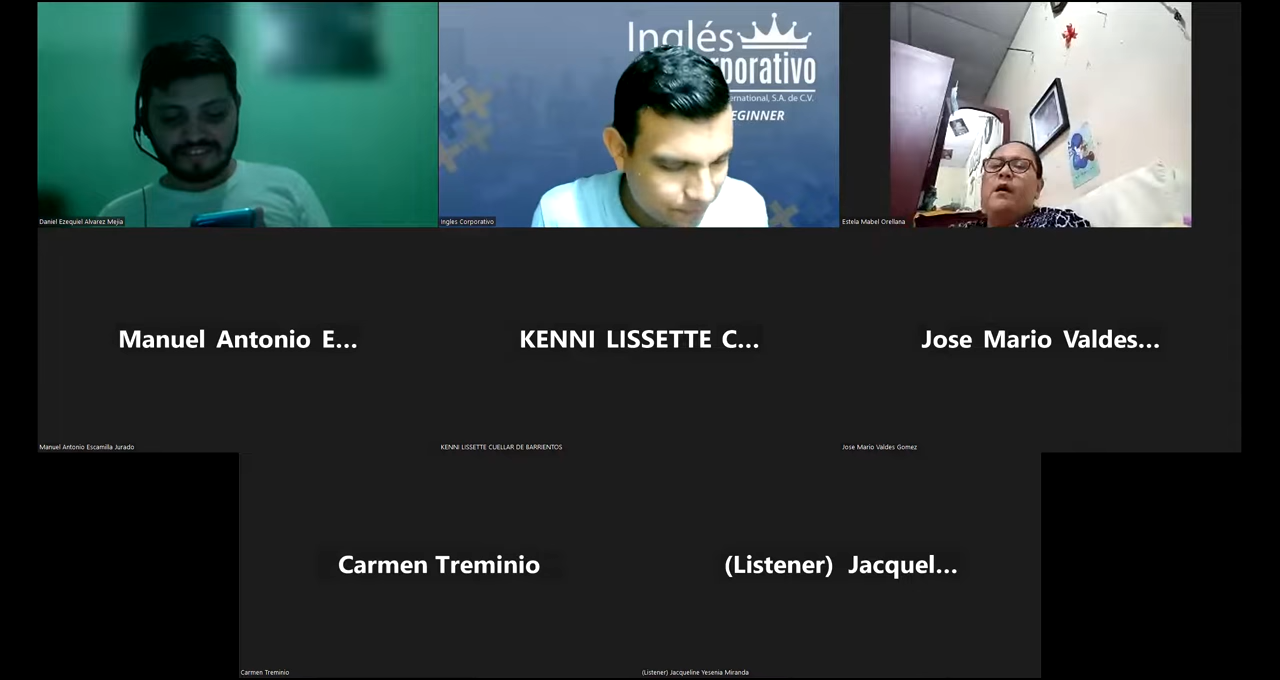 Inglés
porativo
ernational, S.A. de C.V.
EGINNER
Daniel Ezequiel Alvarez Mejia
Ingles Corporativo
Estela Mabel Orellana
Manuel Antonio E...
KENNI LISSETTE C...
Jose Mario Valdes...
Manuel Antonio Escamilla Jurado
KENNI LISSETTE CUELLAR DE BARRIENTOS
Jose Mario Valdes Gomez
Carmen Treminio
(Listener) Jacquel...
Carmen Treminio
(Listener) Jacqueline Yesenia Miranda